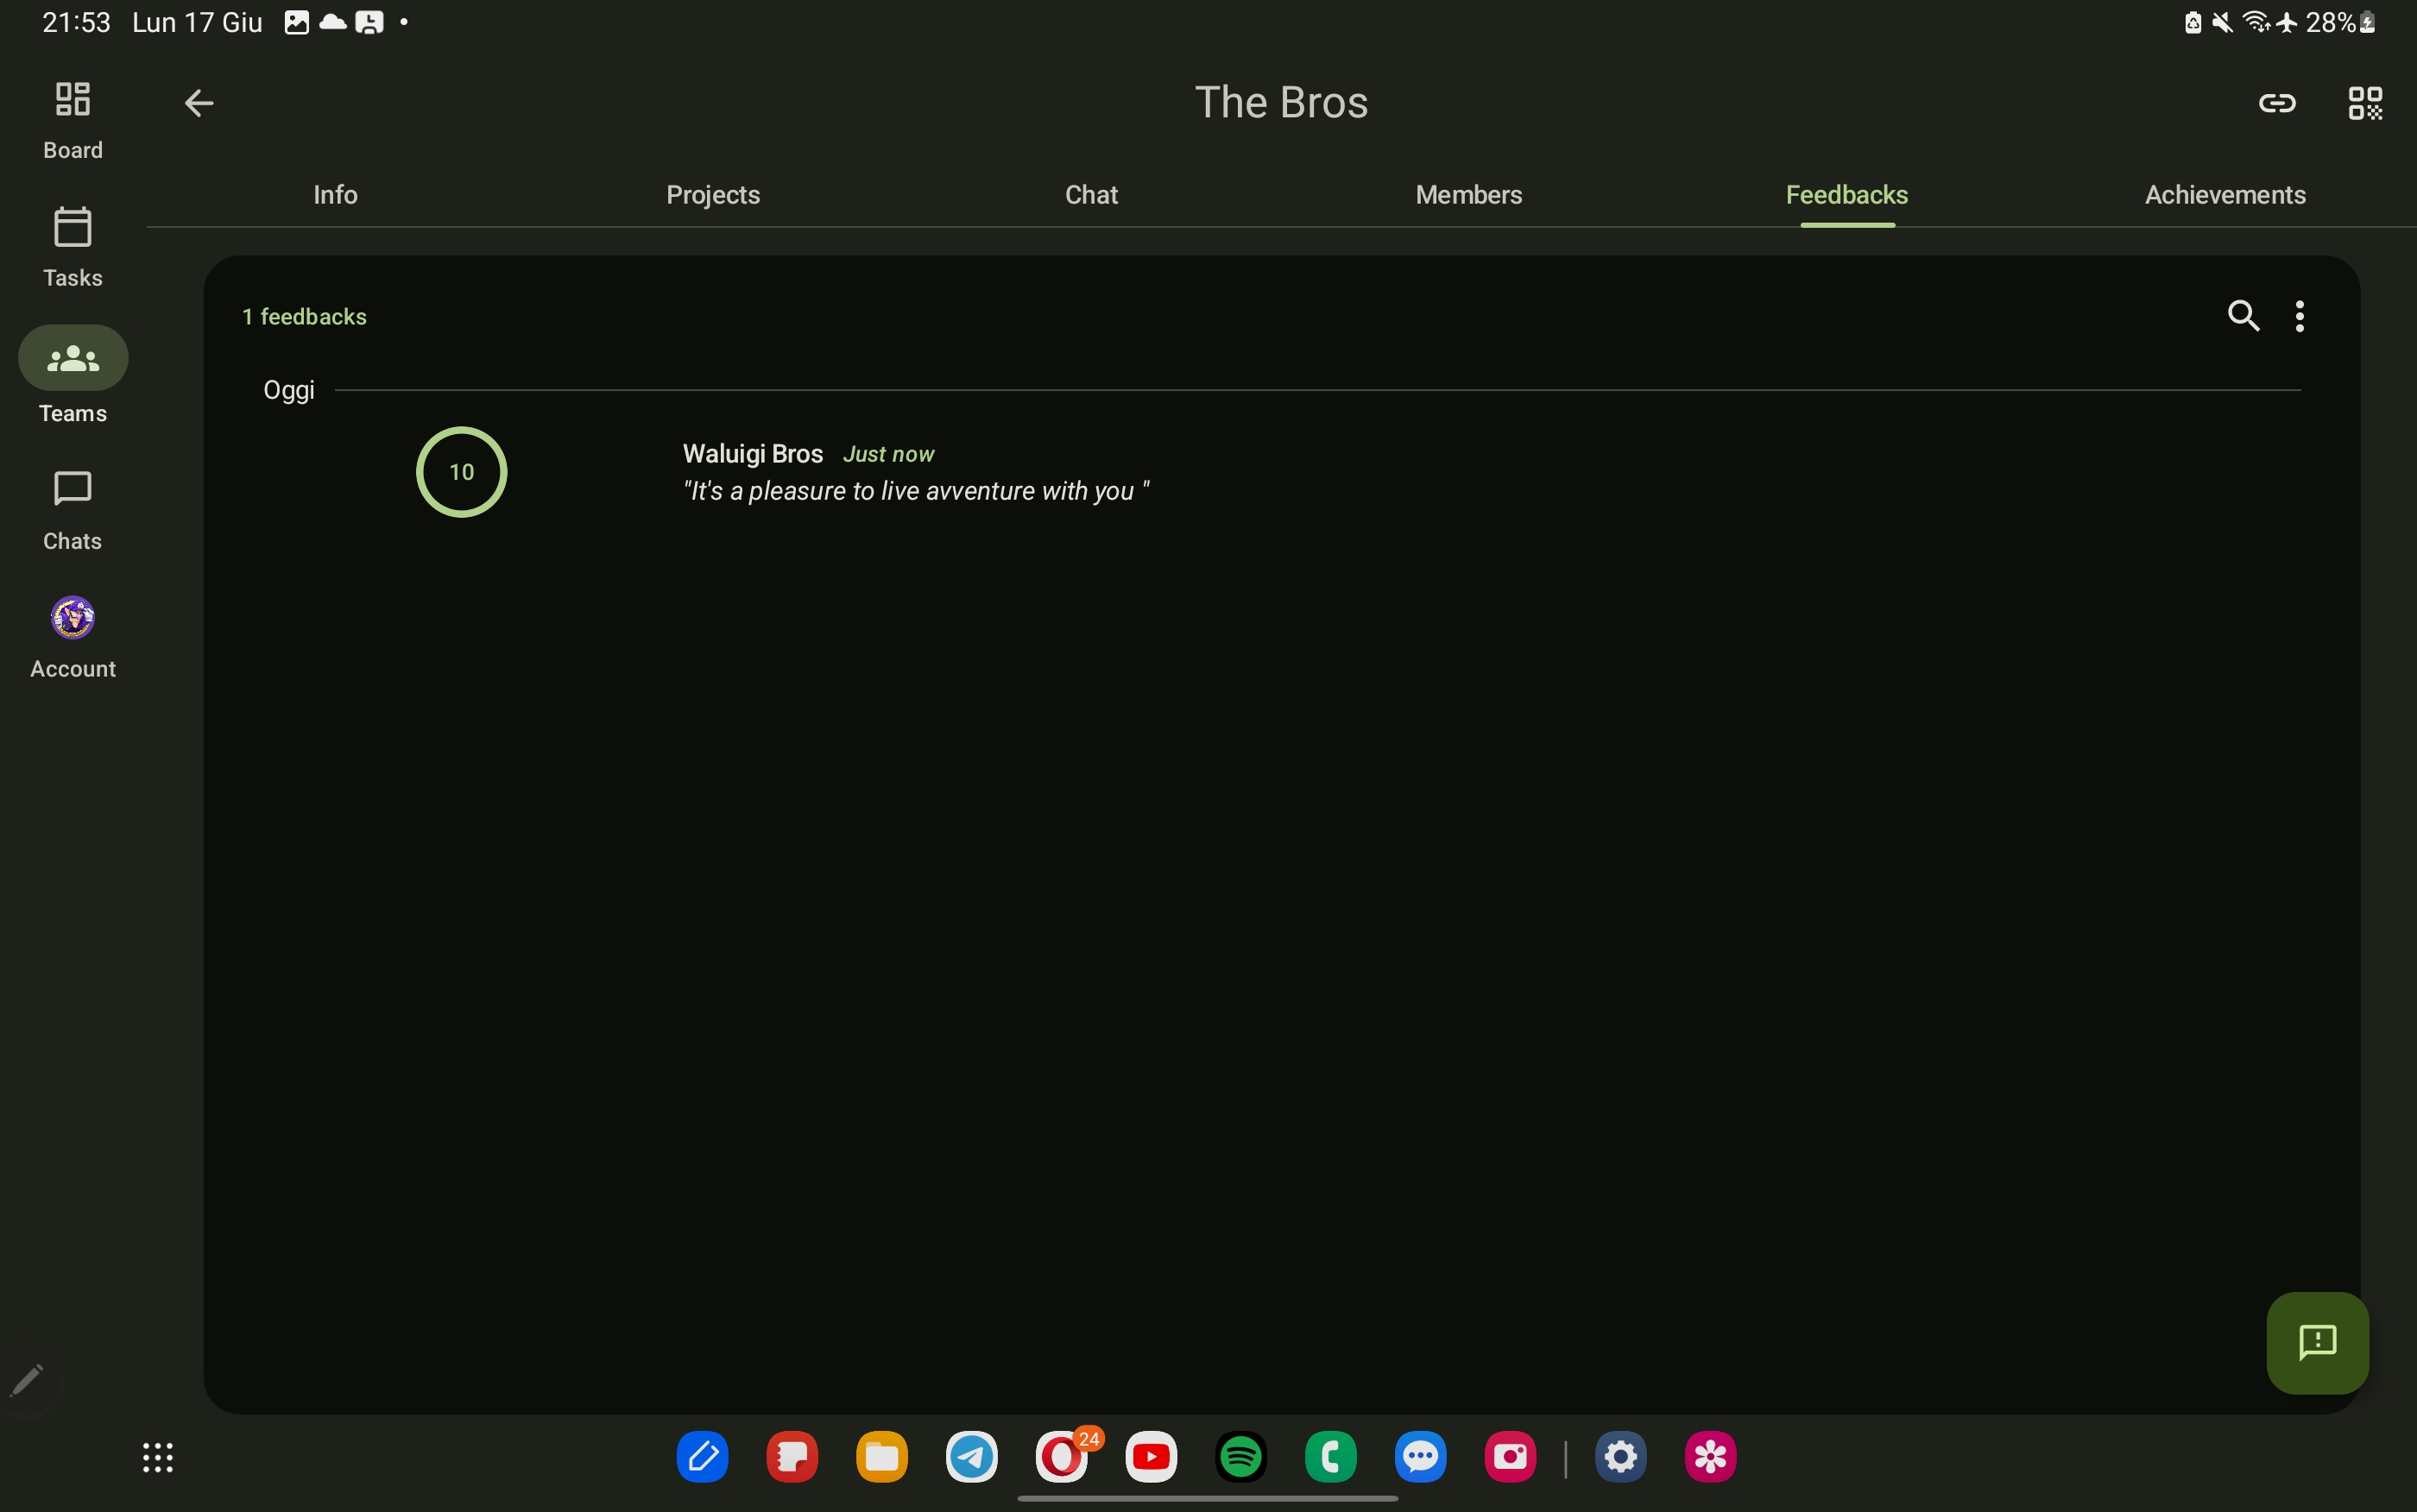 21:53 Lun 17 Giu
28%
Board
The Bros
Info Projects Chat Members Feedbacks Achievements
Tasks
1 feedbacks
Oggi
Teams
10
Waluigi Bros Just now
"It's a pleasure to live avventure with you "
Chats
Account
24